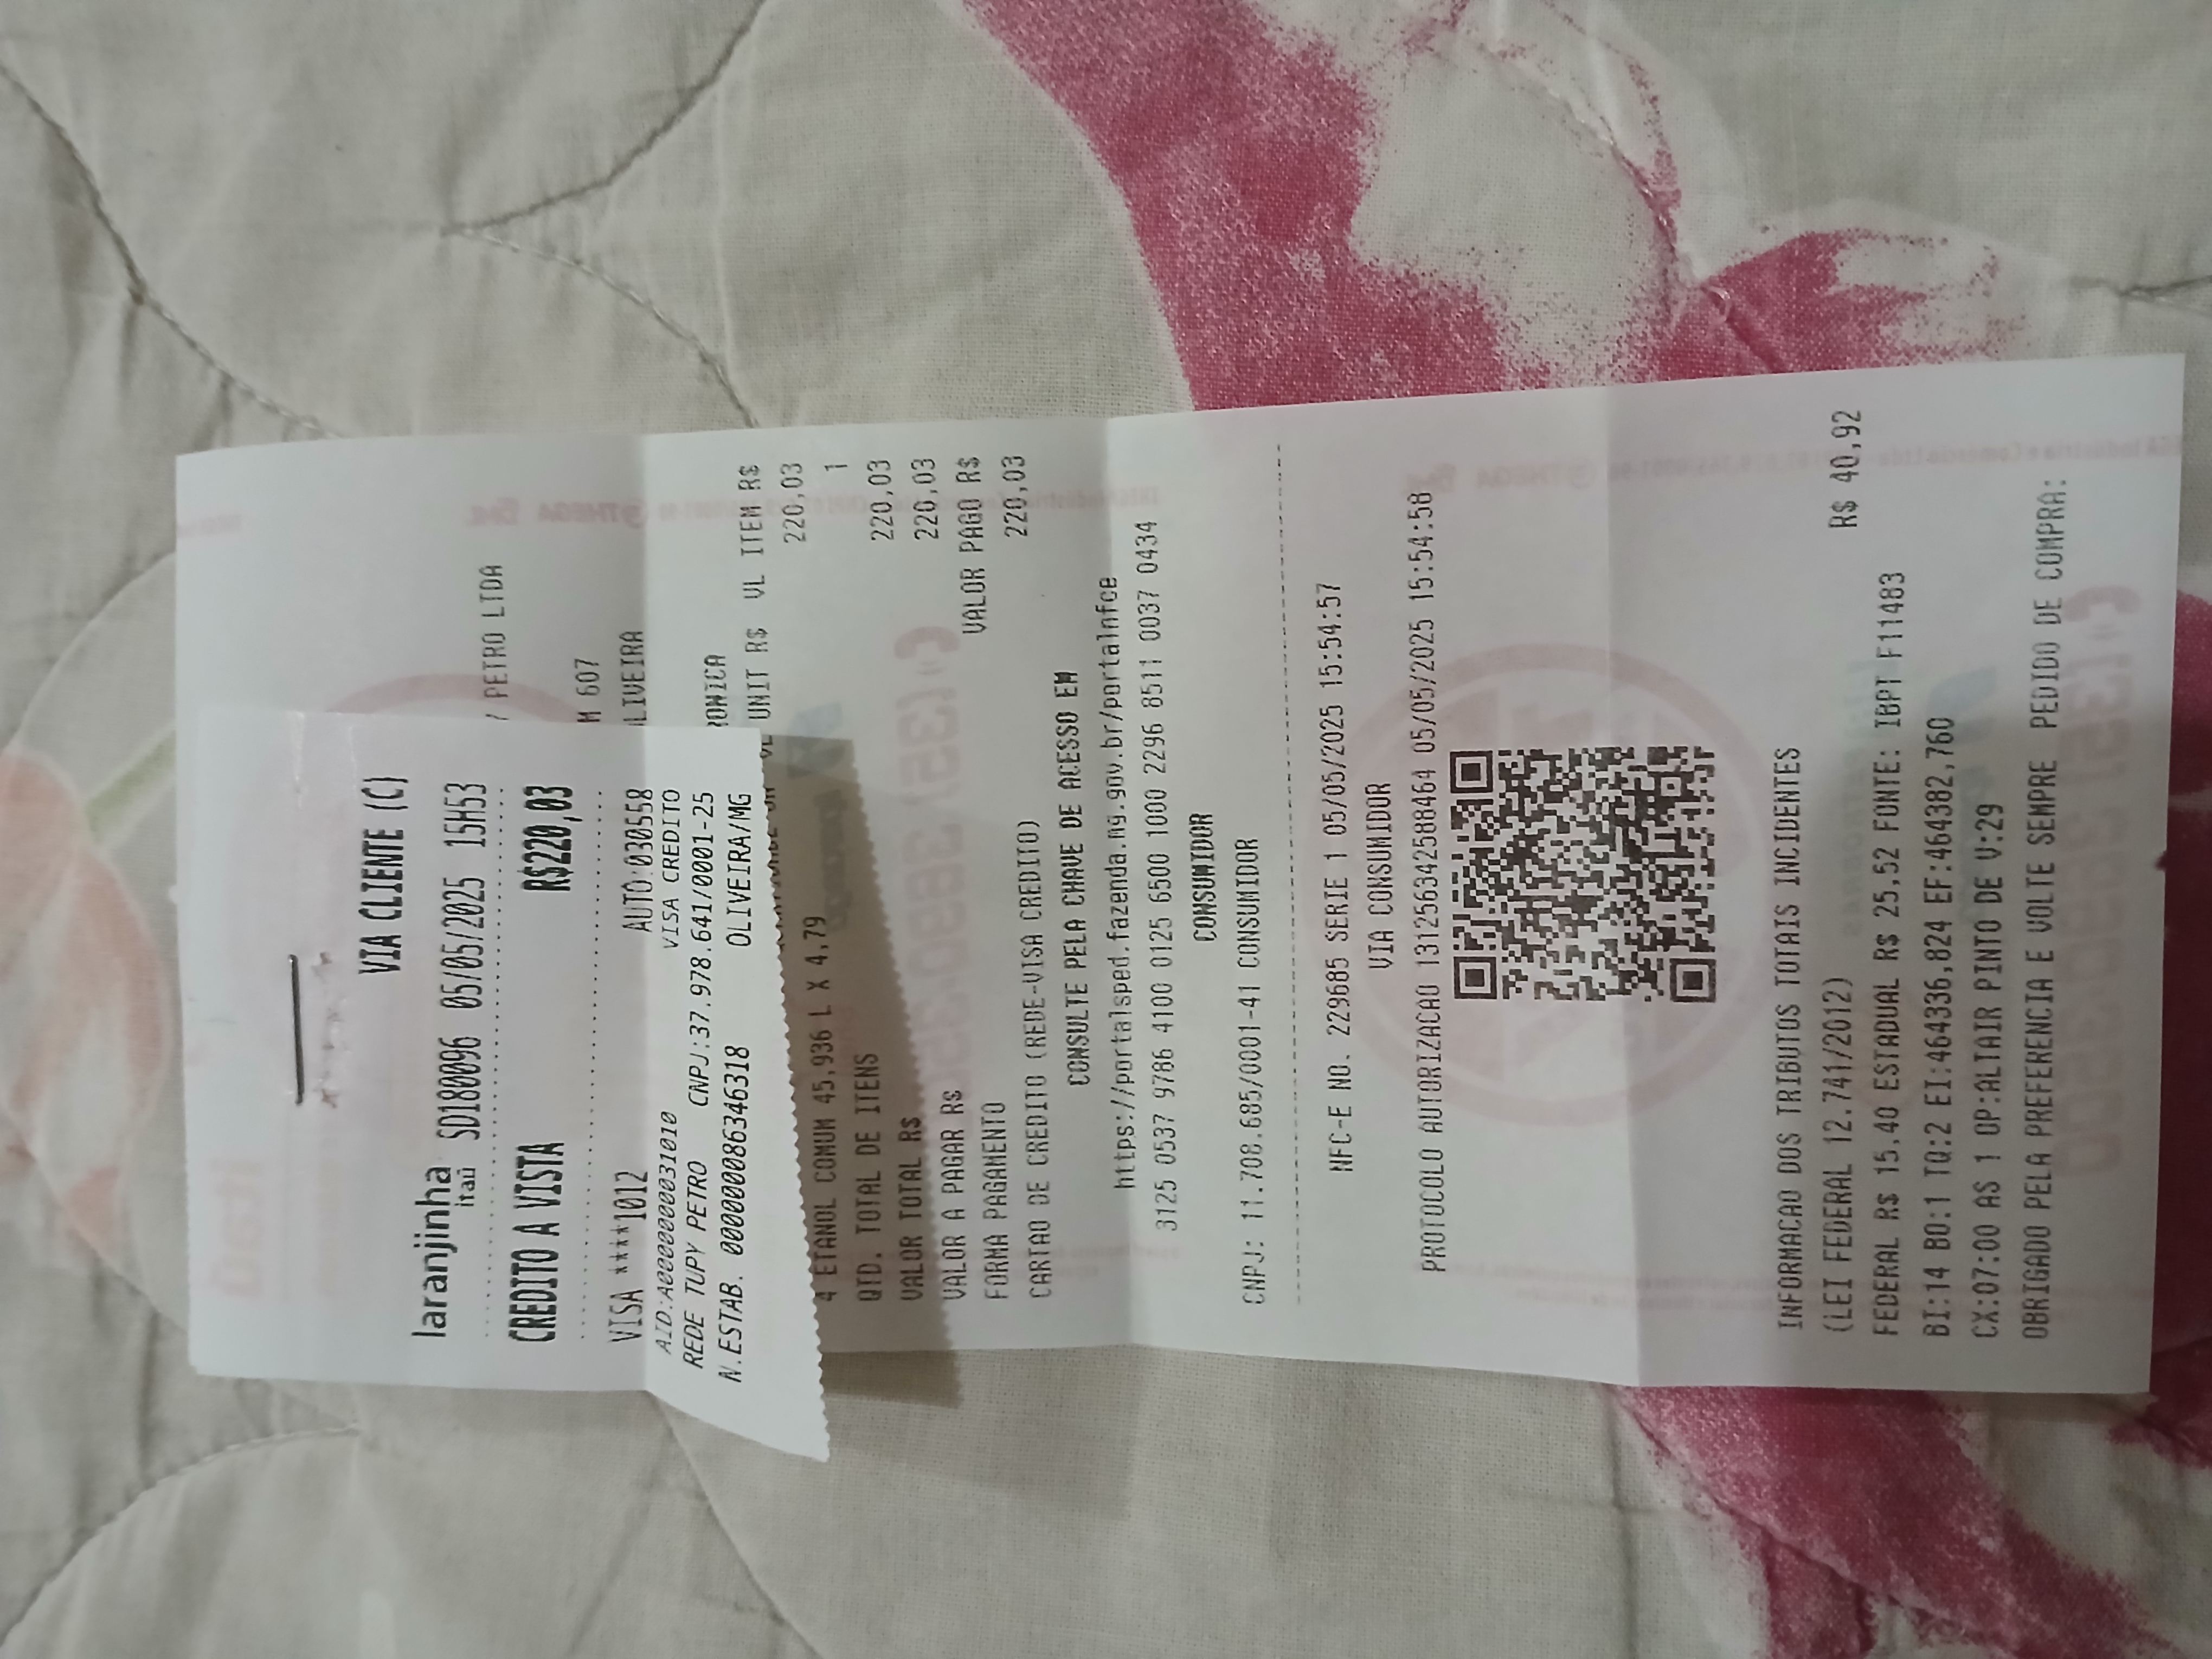 VIA CLIENTE (C)
laranjinha SD180096 05/05/2025 15H53
itaú
CREDITO A VISTA R$220,03
VISA ****1012 AUTO:030558
AID:A0000000031010 VISA CREDITO
REDE TUPY PETRO CNPJ:37.978.641/0001-25
N.ESTAB. 000000086346318 OLIVEIRA/MG
PETRO LTDA
M 607
LIVEIRA
RONICA
UNIT R$ VL ITEM R$
4 ETANOL COMUM 45,936 L X 4,79 220,03
QTD. TOTAL DE ITENS 1
VALOR TOTAL R$ 220,03
VALOR A PAGAR R$ 220,03
FORMA PAGAMENTO VALOR PAGO R$
CARTAO DE CREDITO (REDE-VISA CREDITO) 220,03
CONSULTE PELA CHAVE DE ACESSO EM
https://portalsped.fazenda.mg.gov.br/portalnfce
3125 0537 9786 4100 0125 6500 1000 2296 8511 0037 0434
CONSUMIDOR
CNPJ: 11.708.685/0001-41 CONSUMIDOR
NFC-E NO. 229685 SERIE 1 05/05/2025 15:54:57
VIA CONSUMIDOR
PROTOCOLO AUTORIZACAO 131256342588464 05/05/2025 15:54:58
INFORMACAO DOS TRIBUTOS TOTAIS INCIDENTES
(LEI FEDERAL 12.741/2012) R$ 40,92
FEDERAL R$ 15,40 ESTADUAL R$ 25,52 FONTE: IBPT F11483
BI:14 BO:1 TQ:2 EI:464336,824 EF:464382,760
CX:07:00 AS 1 OP:ALTAIR PINTO DE V:29
OBRIGADO PELA PREFERENCIA E VOLTE SEMPRE PEDIDO DE COMPRA: